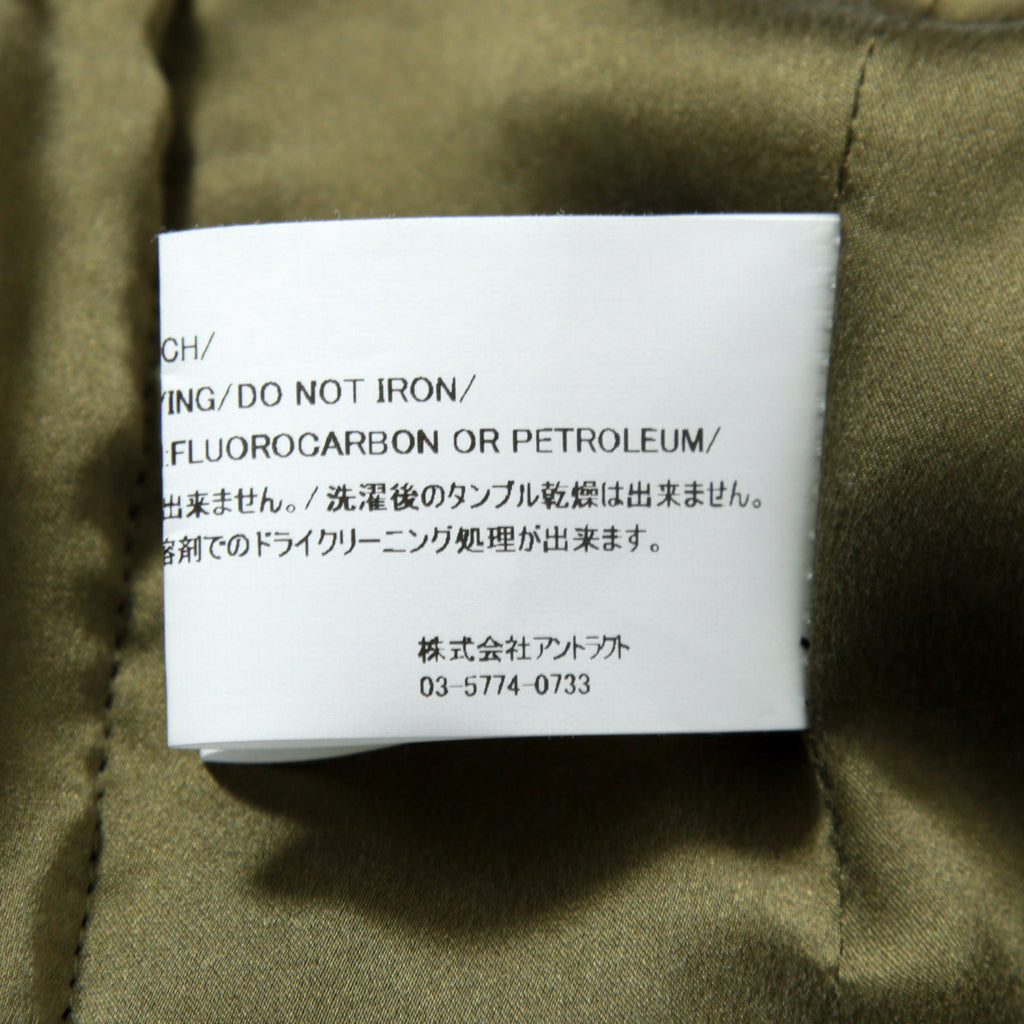 CH/
YING/DO NOT IRON/
:FLUOROCARBON OR PETROLEUM/
出来ません。/洗濯後のタンブル乾燥は出来ません。
溶剤でのドライクリーニング処理が出来ます。
株式会社アントラクト
03-5774-0733